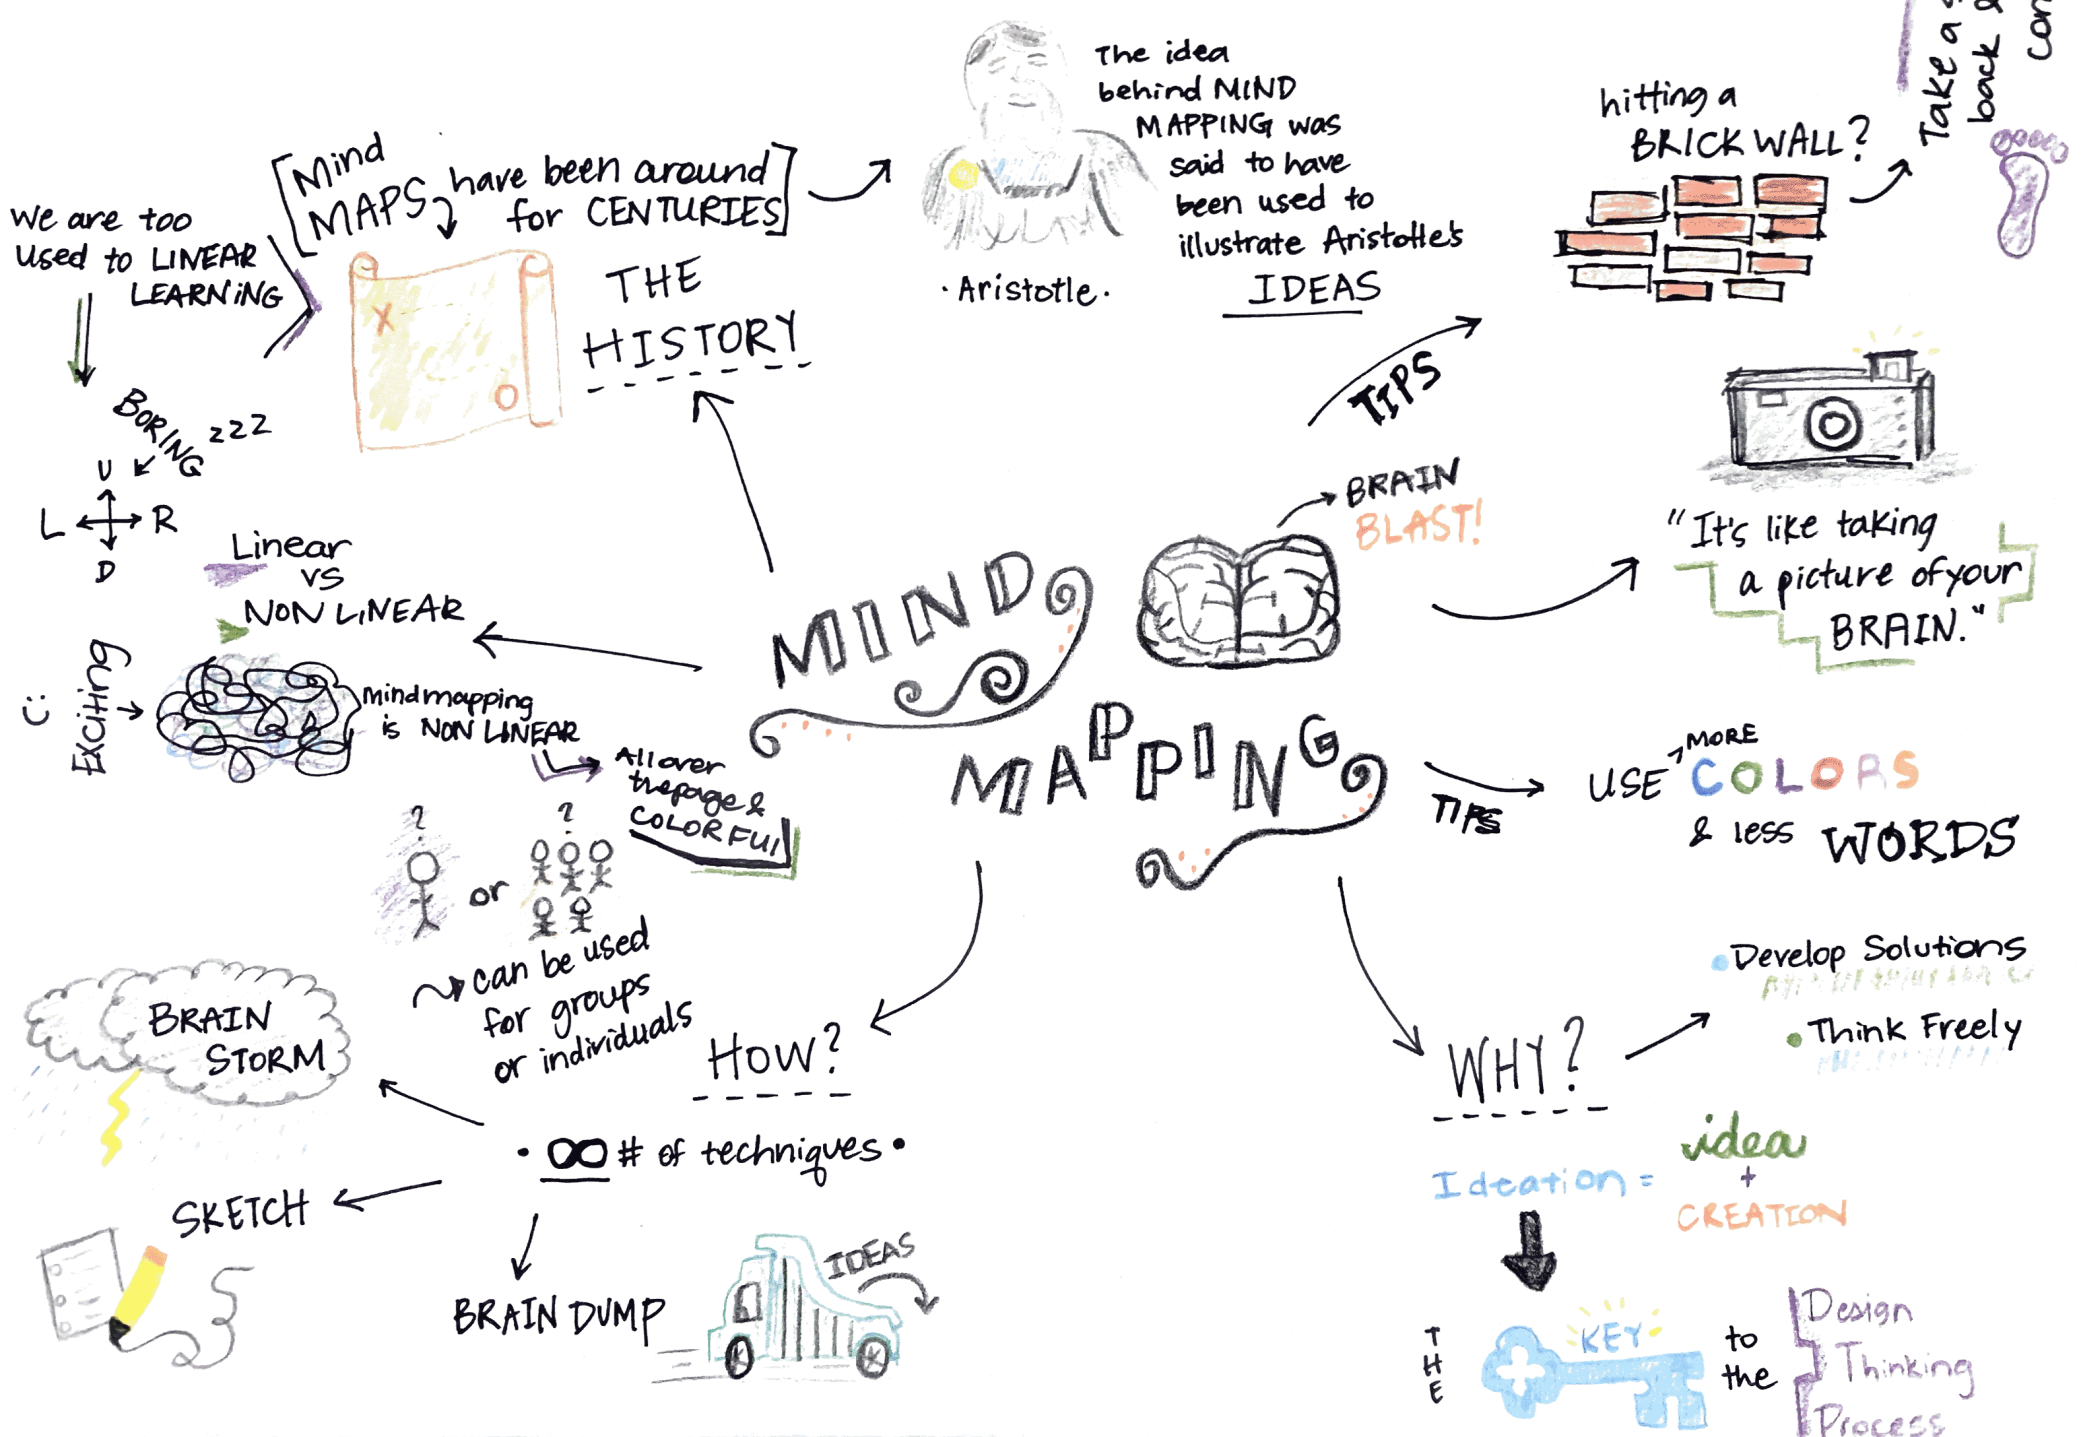 MIND
MAPPING
BRAIN
BLAST!
THE
HISTORY
[Mind
MAPS have been around
for CENTURIES]
The idea
behind MIND
MAPPING was
said to have
been used to
illustrate Aristotle's
IDEAS
·Aristotle·
TIPS
hitting a
BRICK WALL?
Take a
back &
"It's like taking
a picture of your
BRAIN."
TIPS
USE MORE COLORS
& less WORDS
WHY?
Develop Solutions
Think Freely
Ideation = idea
+
CREATION
THE KEY to
the
Design
Thinking
Process
HOW?
• ∞ # of techniques •
BRAIN
STORM
SKETCH
BRAIN DUMP
IDEAS
? or ?
can be used
for groups
or individuals
Linear
vs
NON LINEAR
Mindmapping
is NON LINEAR
All over
the page &
COLORFUL
Exciting
C:
We are too
used to LINEAR
LEARNING
BORING zzz
U
L R
D